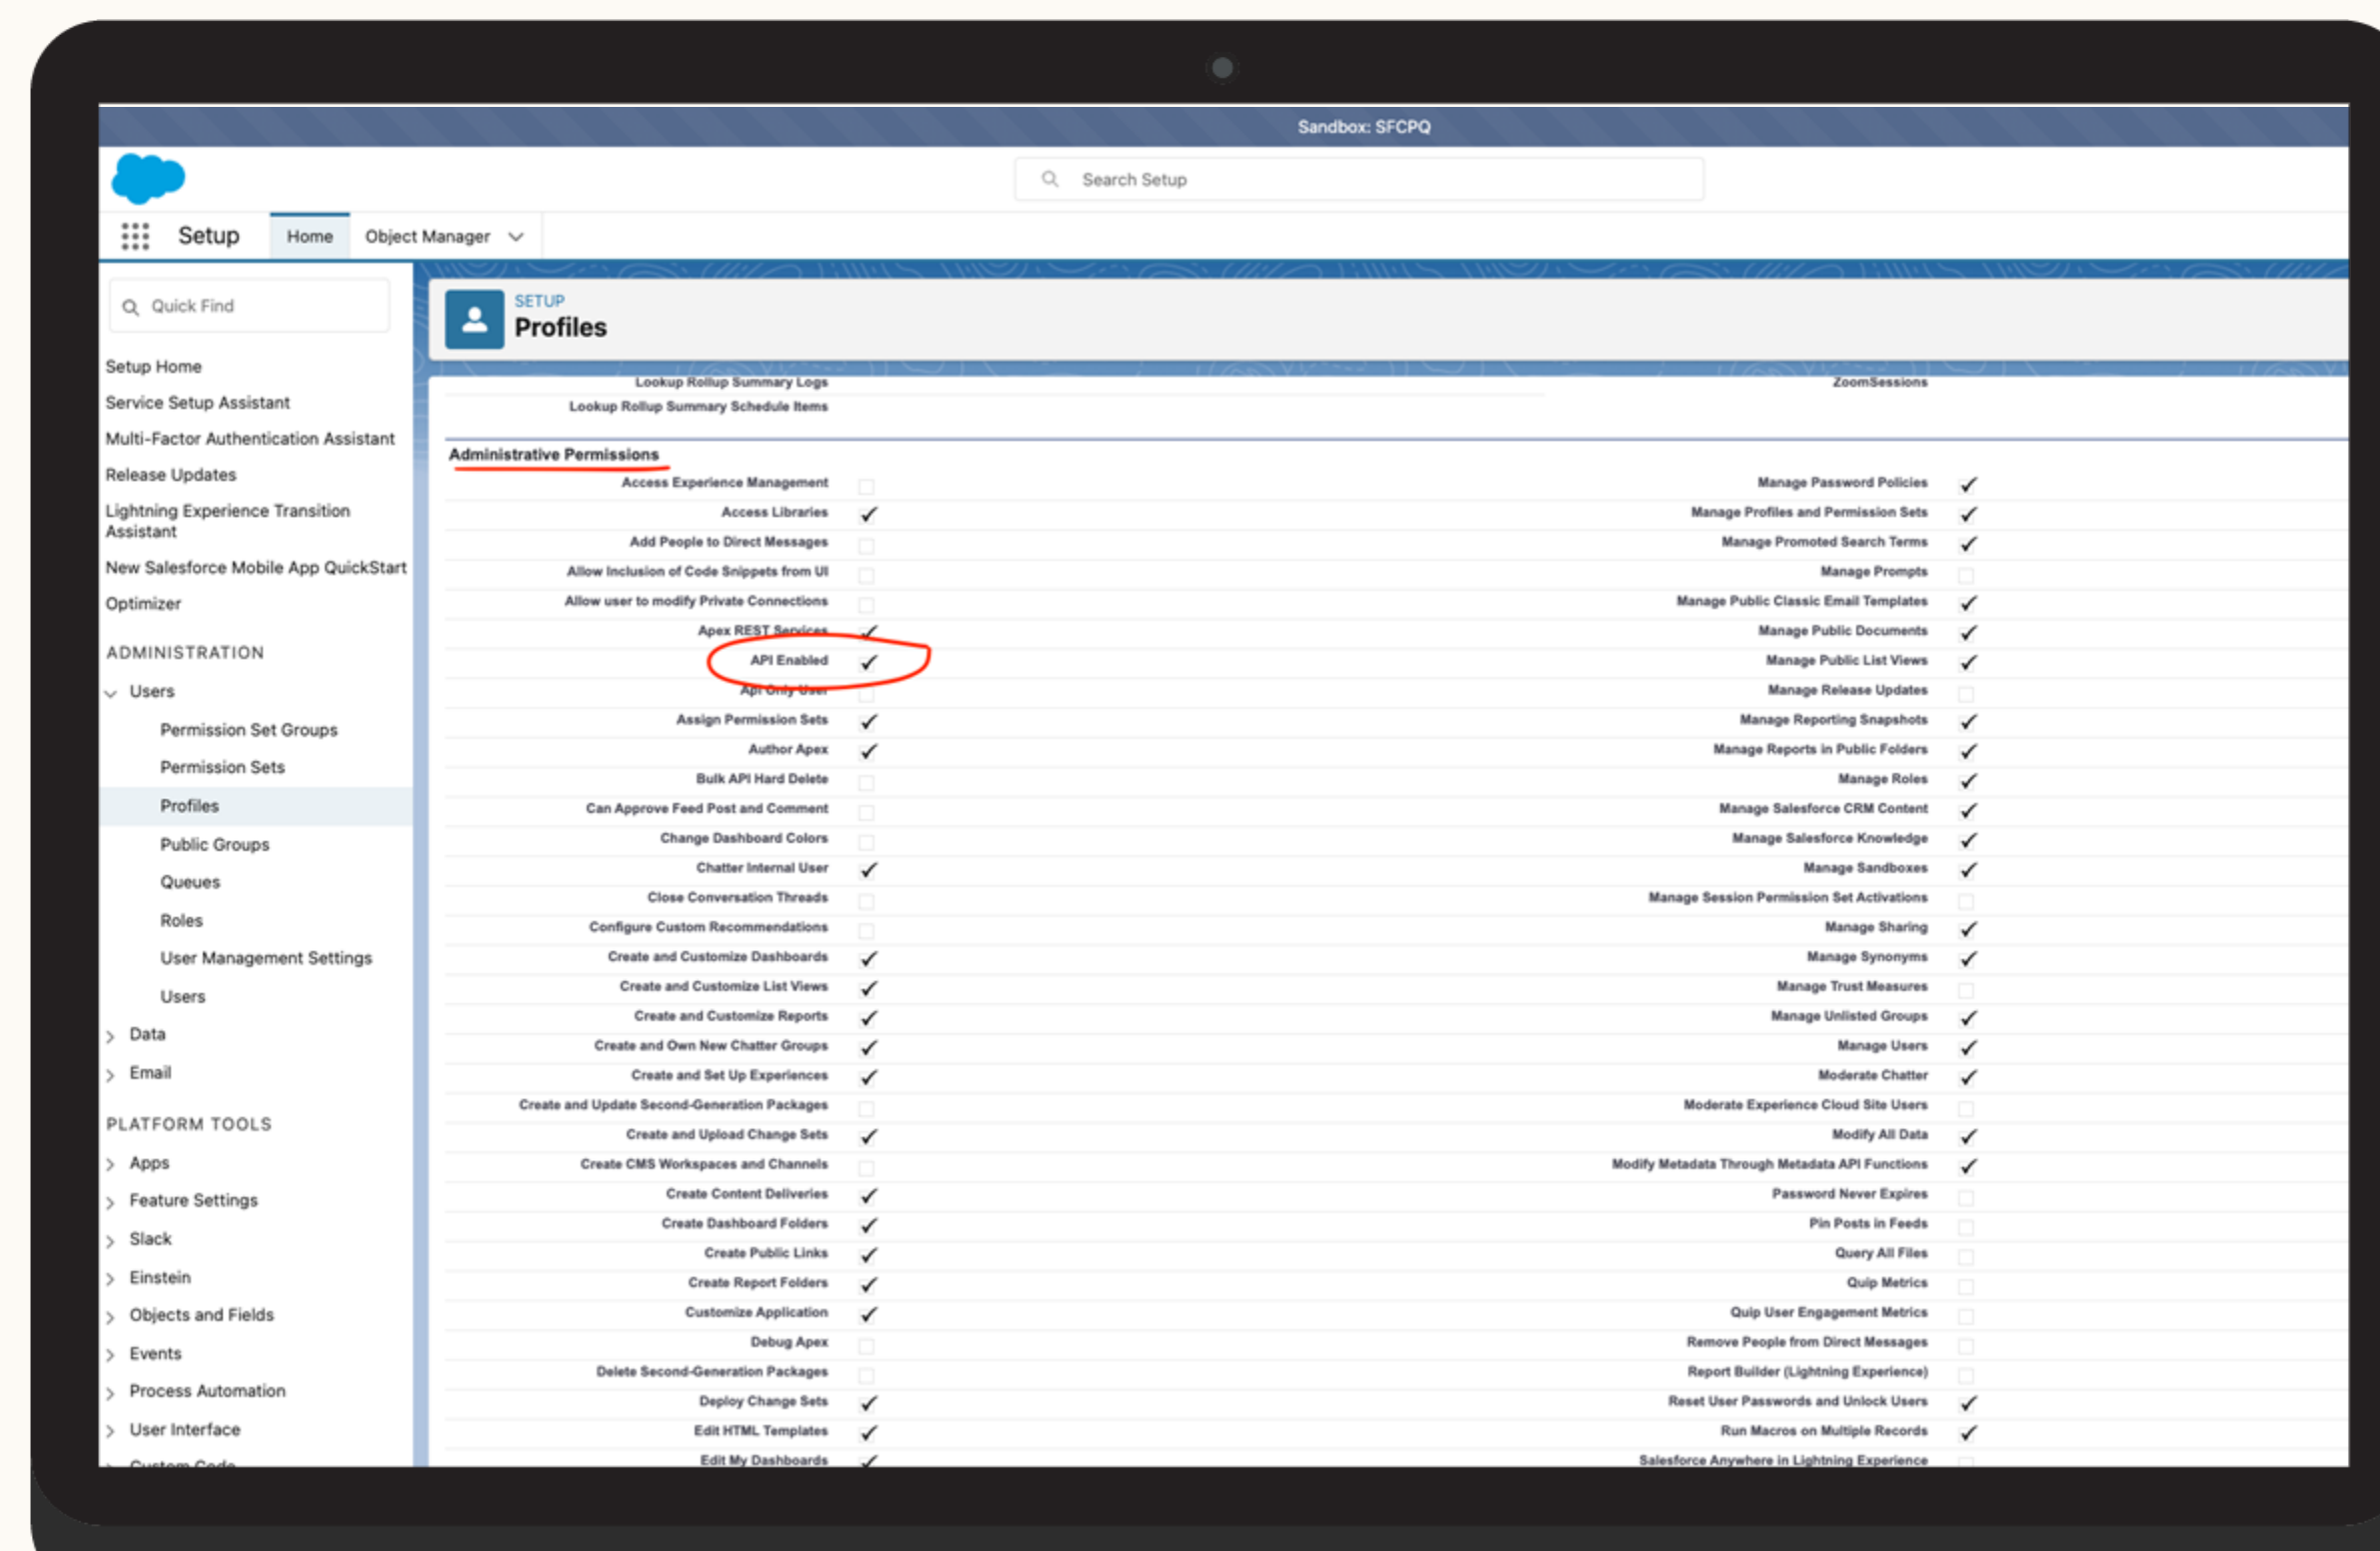 Sandbox: SFCPQ
Search Setup
Setup
Home
Object Manager
Quick Find
Setup Home
Service Setup Assistant
Multi-Factor Authentication Assistant
Release Updates
Lightning Experience Transition
Assistant
New Salesforce Mobile App QuickStart
Optimizer
ADMINISTRATION
Users
Permission Set Groups
Permission Sets
Profiles
Public Groups
Queues
Roles
User Management Settings
Users
Data
Email
PLATFORM TOOLS
Apps
Feature Settings
Slack
Einstein
Objects and Fields
Events
Process Automation
User Interface
Custom Code
SETUP
Profiles
Lookup Rollup Summary Logs
Lookup Rollup Summary Schedule Items
ZoomSessions
Administrative Permissions
Access Experience Management
Access Libraries
Add People to Direct Messages
Allow Inclusion of Code Snippets from UI
Allow user to modify Private Connections
Apex REST Services
API Enabled
Api Only User
Assign Permission Sets
Author Apex
Bulk API Hard Delete
Can Approve Feed Post and Comment
Change Dashboard Colors
Chatter Internal User
Close Conversation Threads
Configure Custom Recommendations
Create and Customize Dashboards
Create and Customize List Views
Create and Customize Reports
Create and Own New Chatter Groups
Create and Set Up Experiences
Create and Update Second-Generation Packages
Create and Upload Change Sets
Create CMS Workspaces and Channels
Create Content Deliveries
Create Dashboard Folders
Create Public Links
Create Report Folders
Customize Application
Debug Apex
Delete Second-Generation Packages
Deploy Change Sets
Edit HTML Templates
Edit My Dashboards
Manage Password Policies
Manage Profiles and Permission Sets
Manage Promoted Search Terms
Manage Prompts
Manage Public Classic Email Templates
Manage Public Documents
Manage Public List Views
Manage Release Updates
Manage Reporting Snapshots
Manage Reports in Public Folders
Manage Roles
Manage Salesforce CRM Content
Manage Salesforce Knowledge
Manage Sandboxes
Manage Session Permission Set Activations
Manage Sharing
Manage Synonyms
Manage Trust Measures
Manage Unlisted Groups
Manage Users
Moderate Chatter
Moderate Experience Cloud Site Users
Modify All Data
Modify Metadata Through Metadata API Functions
Password Never Expires
Pin Posts in Feeds
Query All Files
Quip Metrics
Quip User Engagement Metrics
Remove People from Direct Messages
Report Builder (Lightning Experience)
Reset User Passwords and Unlock Users
Run Macros on Multiple Records
Salesforce Anywhere in Lightning Experience